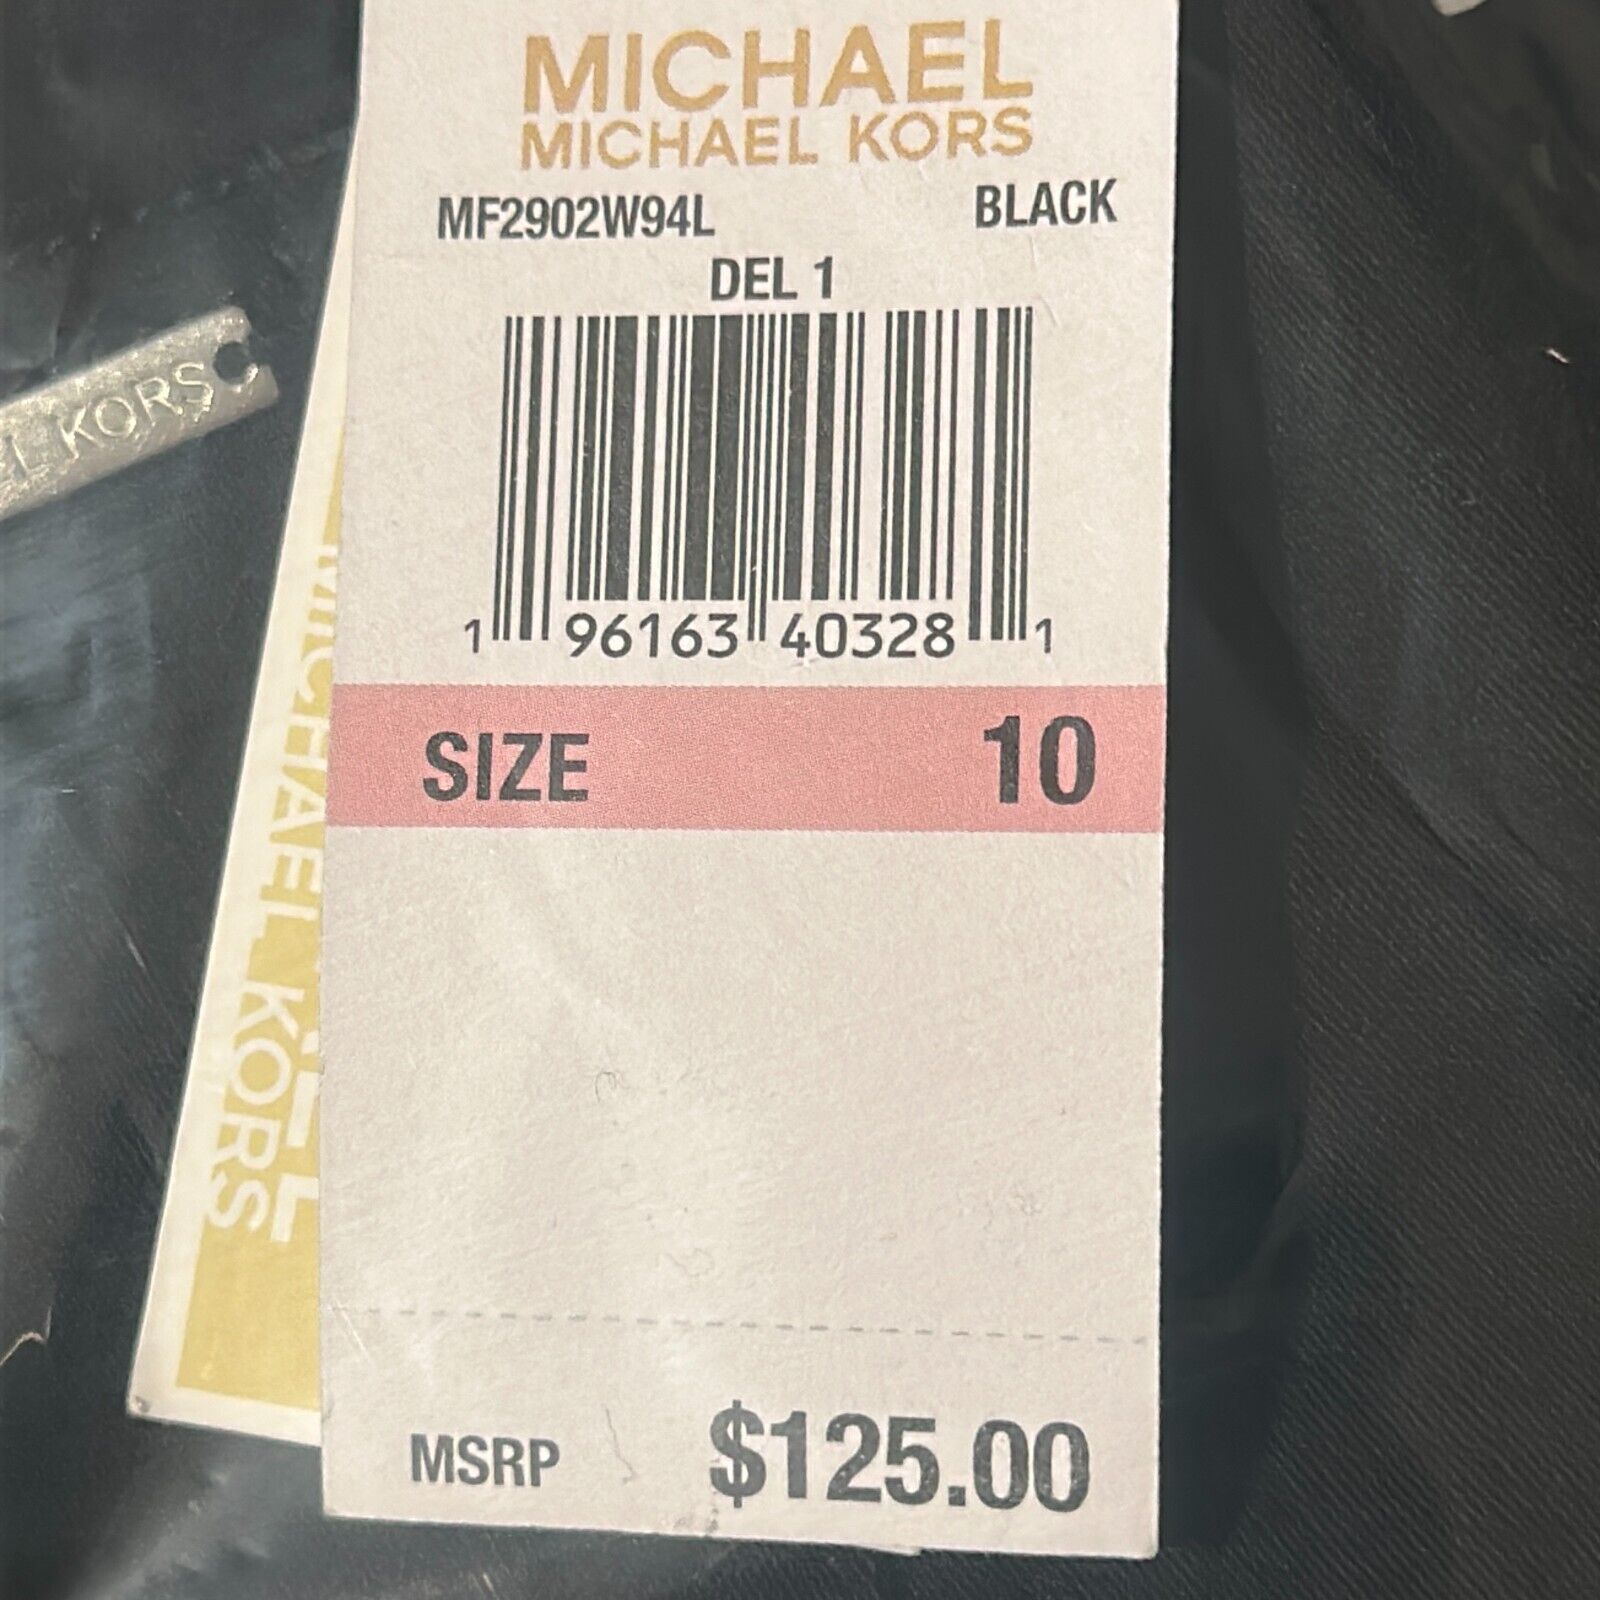 MICHAEL
MICHAEL KORS
MF2902W94L BLACK
DEL 1
1 96163 40328 1
SIZE 10
MSRP $125.00
EL KORS
MICHAEL KORS